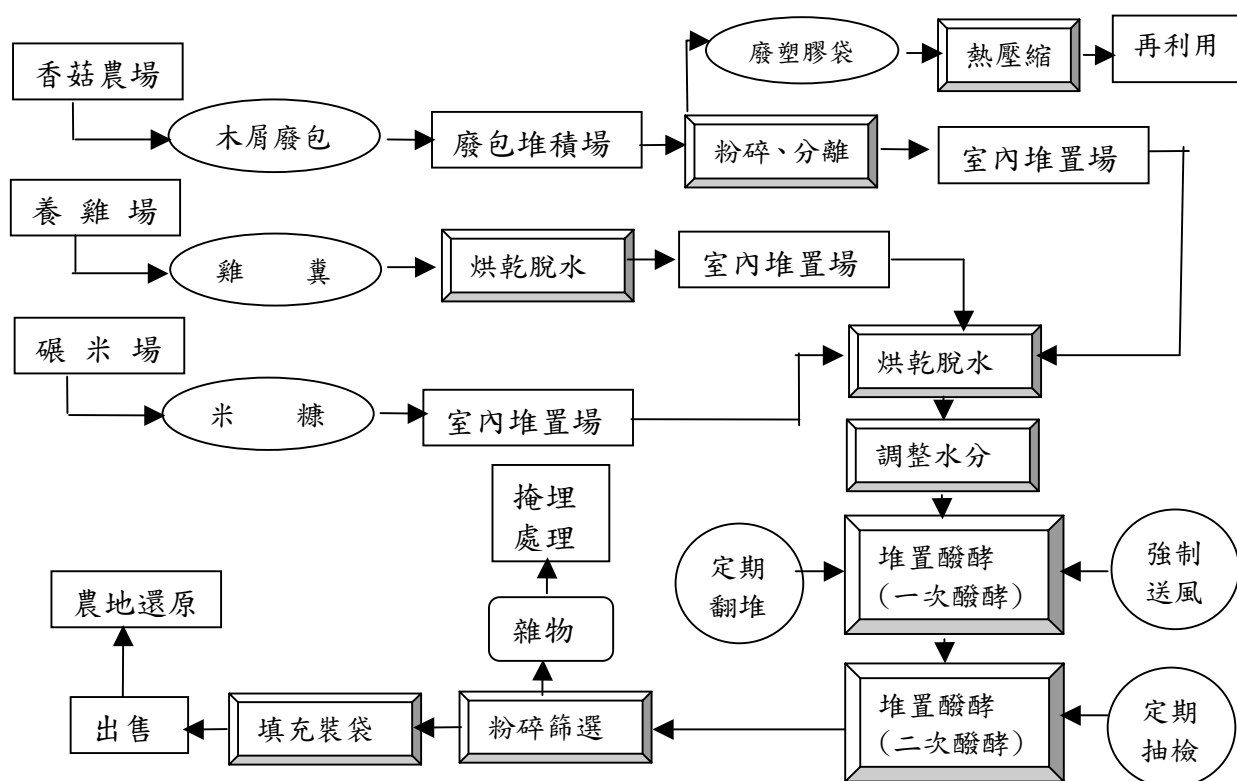 廢塑膠袋
熱壓縮
再利用
香菇農場
木屑廢包
廢包堆積場
粉碎、分離
室內堆置場
養 雞 場
雞 糞
烘乾脫水
室內堆置場
碾 米 場
米 糠
室內堆置場
烘乾脫水
調整水分
掩埋
處理
定期
翻堆
堆置醱酵
(一次醱酵)
強制
送風
農地還原
雜物
出售
填充裝袋
粉碎篩選
堆置醱酵
(二次醱酵)
定期
抽檢